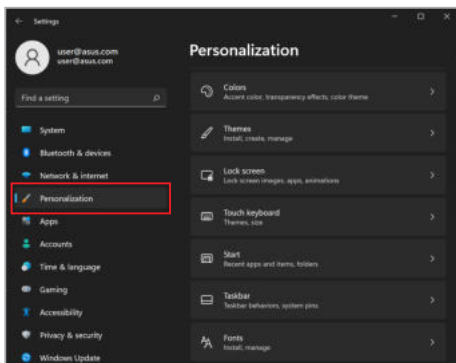 Settings
user@asus.com
user@asus.com
Find a setting
System
Bluetooth & devices
Network & internet
Personalization
Apps
Accounts
Time & language
Gaming
Accessibility
Privacy & security
Windows Update
Personalization
Colors
Accent color, transparency effects, color theme
Themes
Install, create, manage
Lock screen
Lock screen images, apps, animations
Touch keyboard
Themes, size
Start
Recent apps and items, folders
Taskbar
Taskbar behaviors, system pins
Fonts
Install, manage